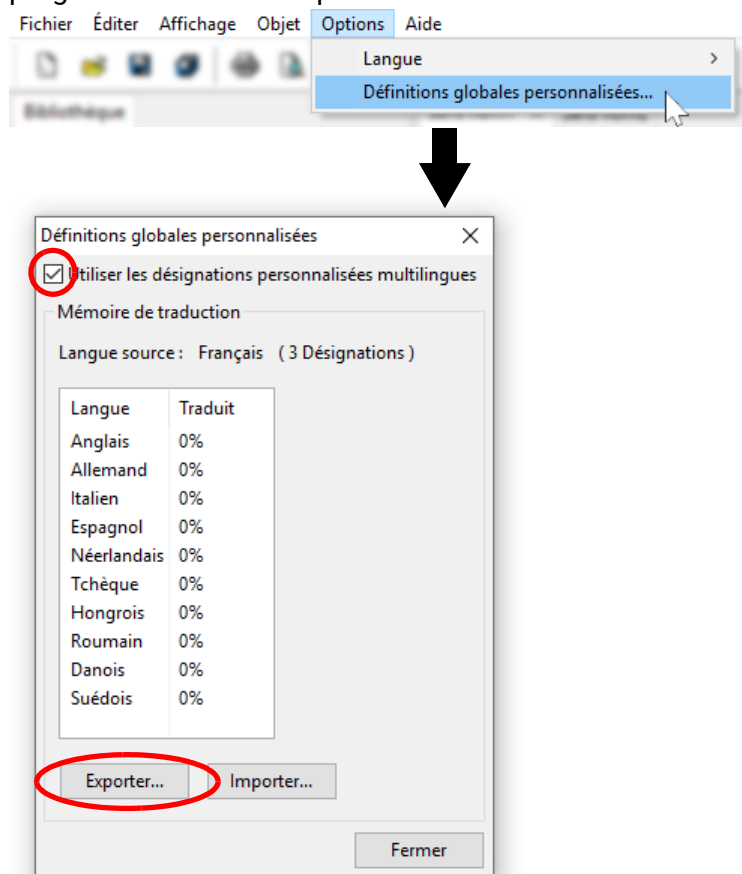 Fichier Éditer Affichage Objet Options Aide
Langue >
Définitions globales personnalisées...
Bibliothèque
Définitions globales personnalisées
Utiliser les désignations personnalisées multilingues
Mémoire de traduction
Langue source : Français ( 3 Désignations )
Langue Traduit
Anglais 0%
Allemand 0%
Italien 0%
Espagnol 0%
Néerlandais 0%
Tchèque 0%
Hongrois 0%
Roumain 0%
Danois 0%
Suédois 0%
Exporter... Importer...
Fermer